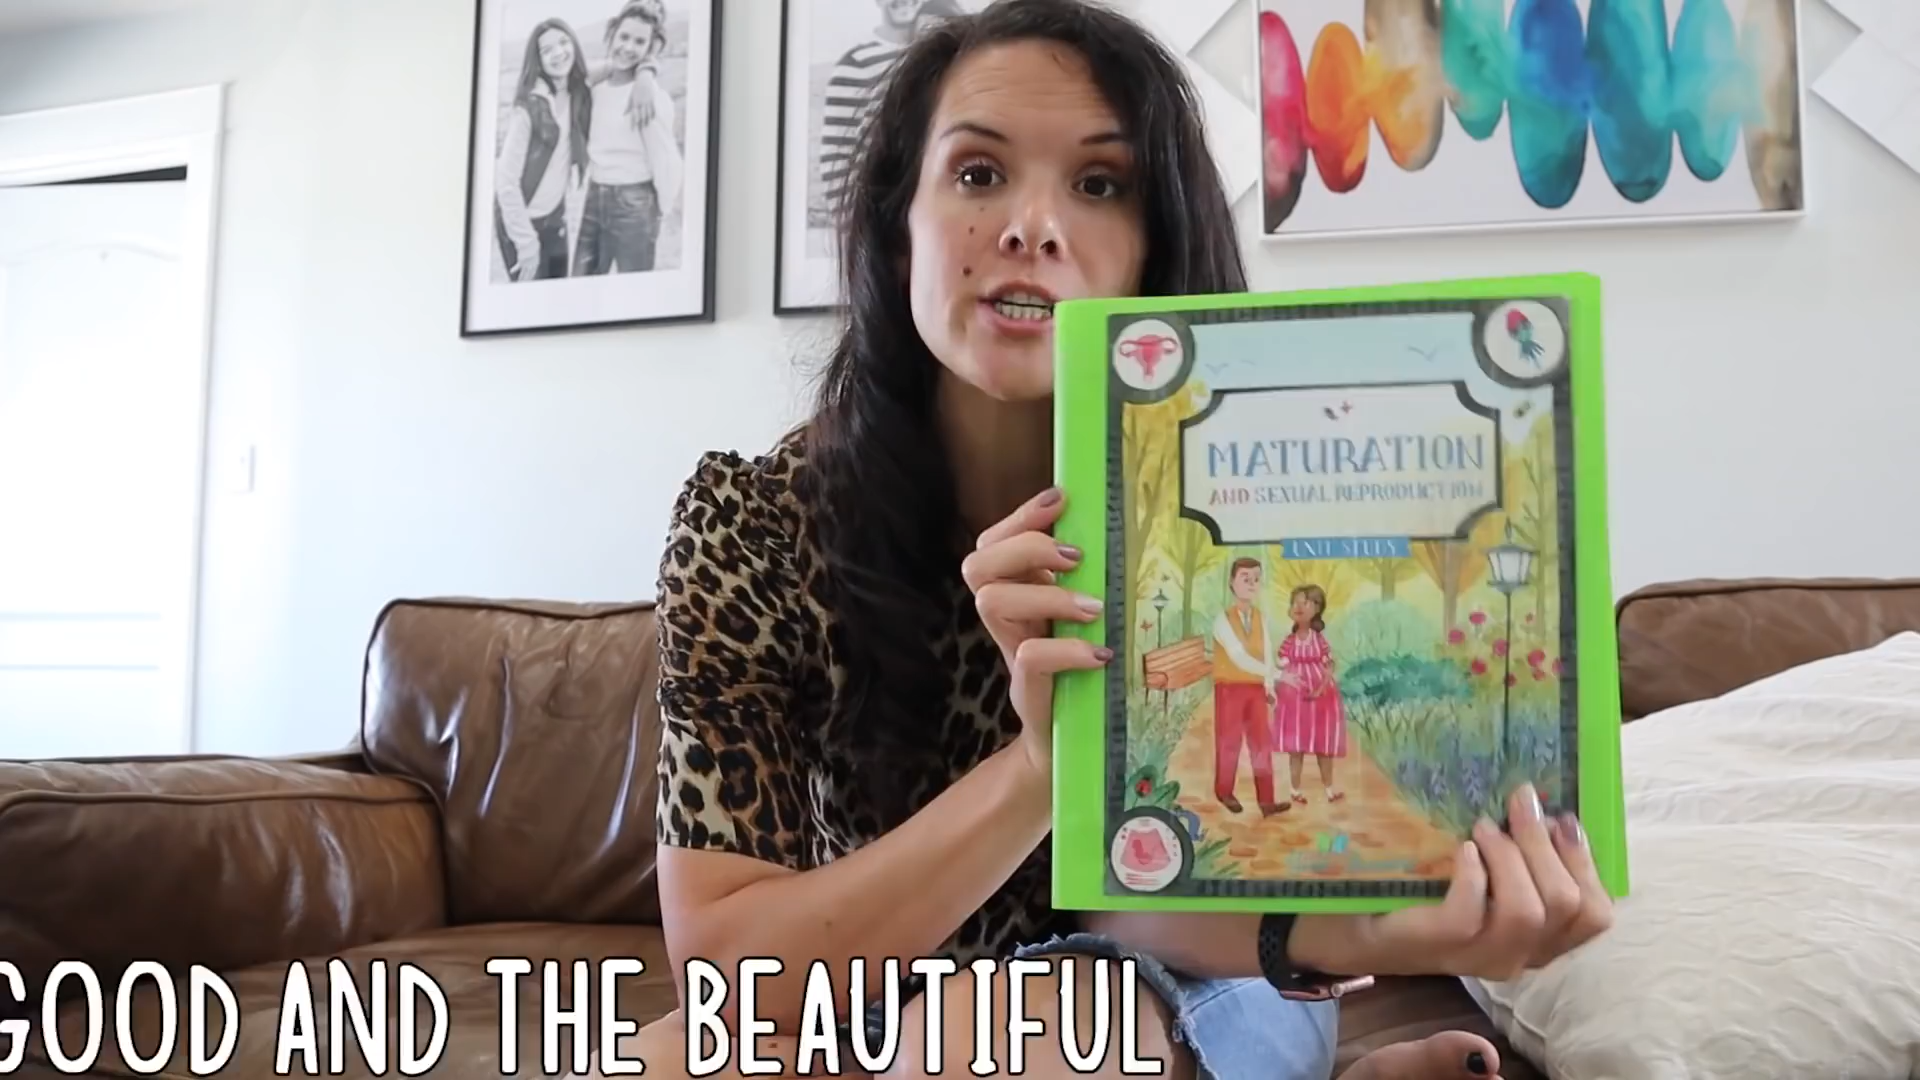 MATURATION
AND SEXUAL REPRODUCTION
UNIT STUDY
GOOD AND THE BEAUTIFUL